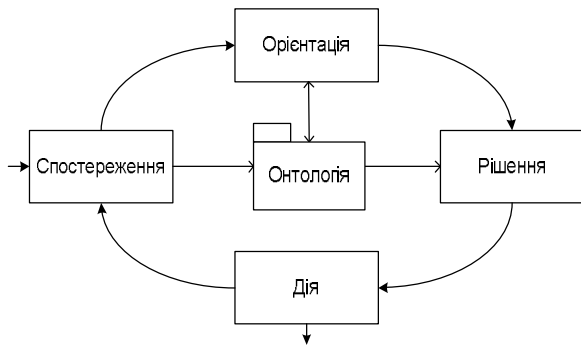 Орієнтація
Спостереження
Онтологія
Рішення
Дія